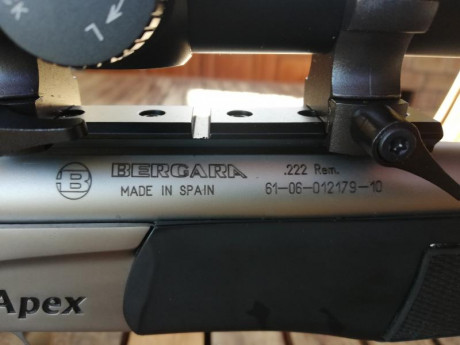 L
B BERGARA .222 Rem.
MADE IN SPAIN 61-06-012179-10
Apex